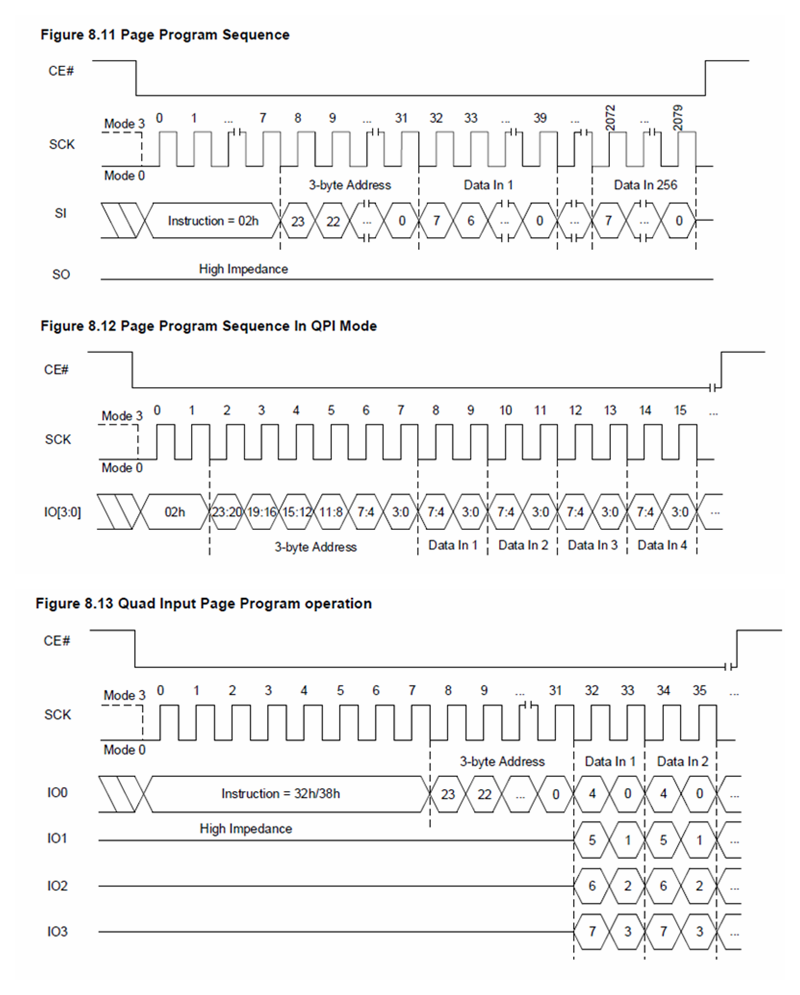 Figure 8.11 Page Program Sequence
CE#
Mode 3 0 1 ... 7 8 9 ... 31 32 33 ... 39 ... 2072 ... 2079
SCK
Mode 0
3-byte Address Data In 1 Data In 256
SI Instruction = 02h 23 22 ... 0 7 6 ... 0 ... 7 ... 0
SO High Impedance
Figure 8.12 Page Program Sequence In QPI Mode
CE#
Mode 3 0 1 2 3 4 5 6 7 8 9 10 11 12 13 14 15 ...
SCK
Mode 0
IO[3:0] 02h 23:20 19:16 15:12 11:8 7:4 3:0 7:4 3:0 7:4 3:0 7:4 3:0 7:4 3:0 ...
3-byte Address Data In 1 Data In 2 Data In 3 Data In 4
Figure 8.13 Quad Input Page Program operation
CE#
Mode 3 0 1 2 3 4 5 6 7 8 9 ... 31 32 33 34 35 ...
SCK
Mode 0
3-byte Address Data In 1 Data In 2
IO0 Instruction = 32h/38h 23 22 ... 0 4 0 4 0 ...
High Impedance
IO1 5 1 5 1 ...
IO2 6 2 6 2 ...
IO3 7 3 7 3 ...